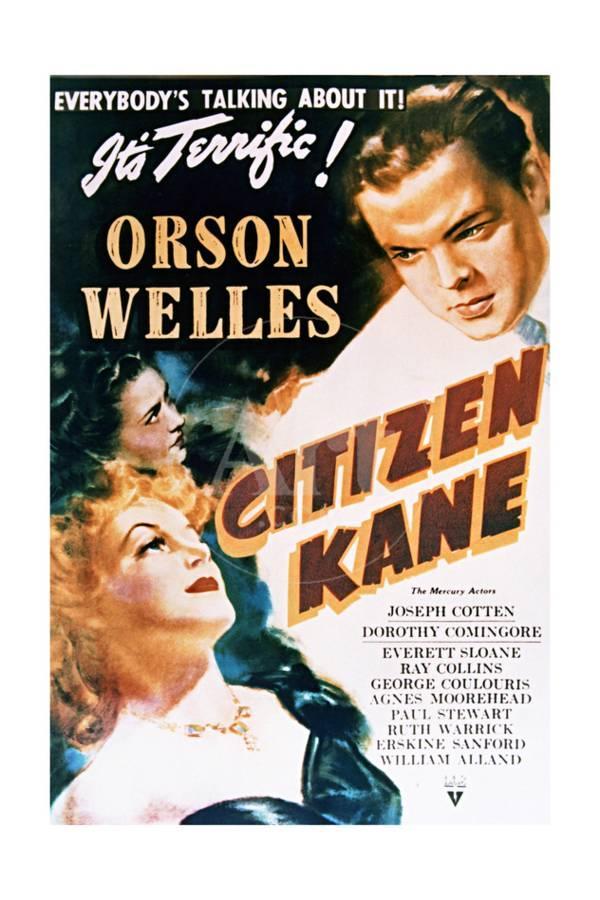 EVERYBODY'S TALKING ABOUT IT!
It's Terrific!
ORSON
WELLES
CITIZEN
KANE
The Mercury Actors
JOSEPH COTTEN
DOROTHY COMINGORE
EVERETT SLOANE
RAY COLLINS
GEORGE COULOURIS
AGNES MOOREHEAD
PAUL STEWART
RUTH WARRICK
ERSKINE SANFORD
WILLIAM ALLAND